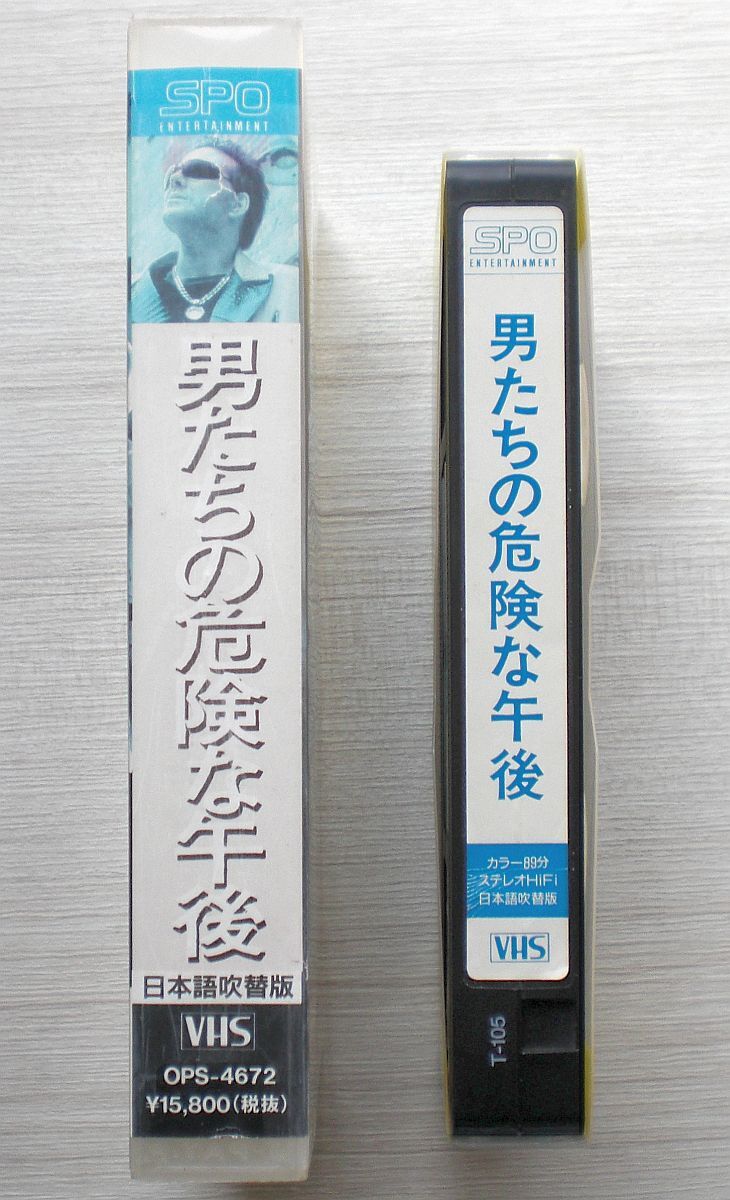 SPO
ENTERTAINMENT
男たちの危険な午後
日本語吹替版
VHS
OPS-4672
¥15,800(税抜)
SPO
ENTERTAINMENT
男たちの危険な午後
カラー89分
ステレオHiFi
日本語吹替版
VHS
T-105